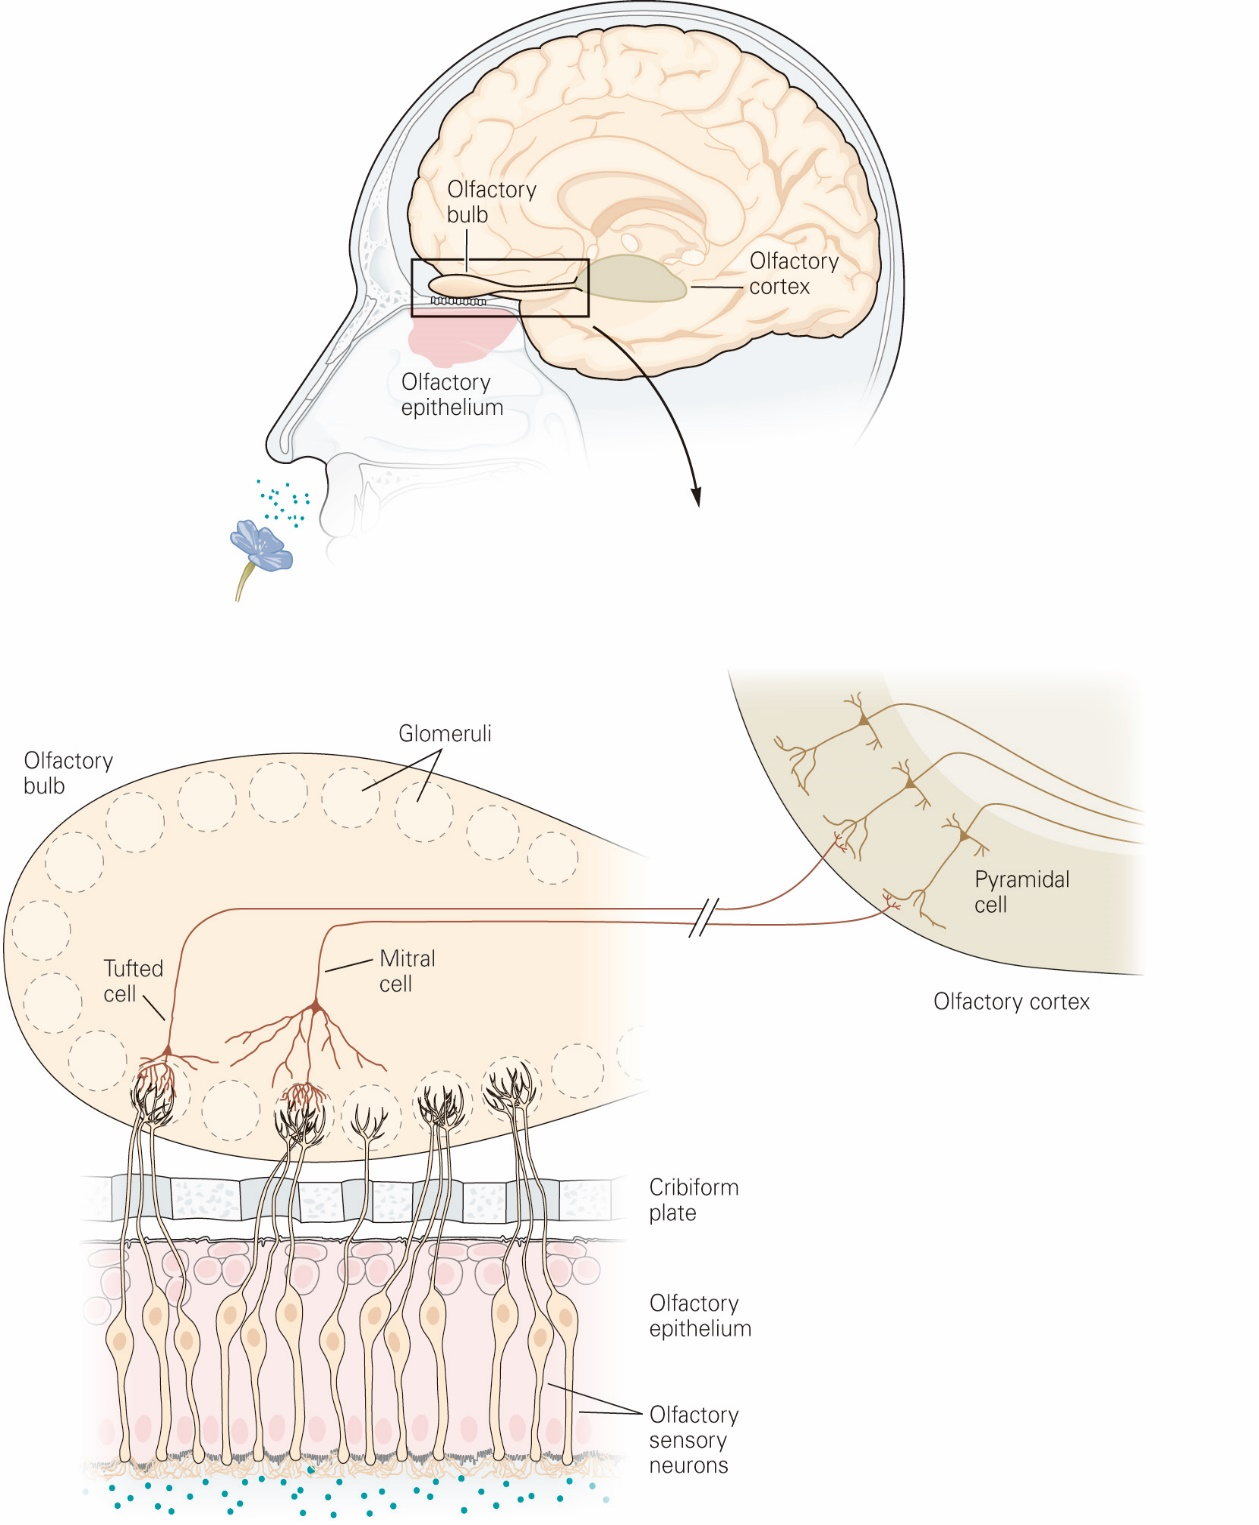 Olfactory
bulb
Olfactory
cortex
Olfactory
epithelium
Glomeruli
Olfactory
bulb
Pyramidal
cell
Mitral
cell
Tufted
cell
Olfactory cortex
Cribiform
plate
Olfactory
epithelium
Olfactory
sensory
neurons